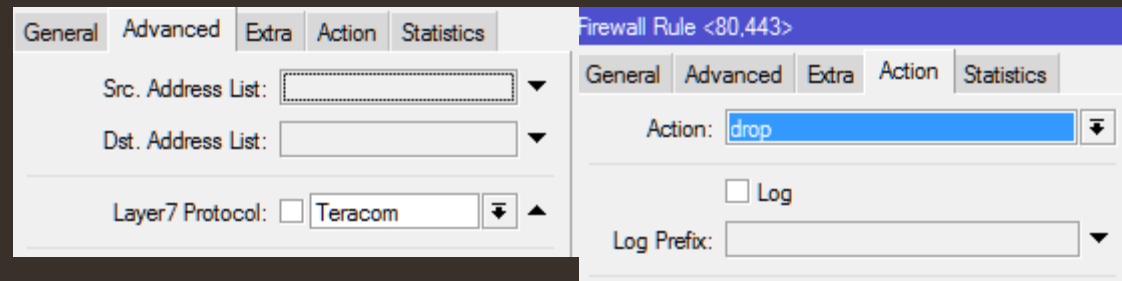 General Advanced Extra Action Statistics
Src. Address List:
Dst. Address List:
Layer7 Protocol: Teracom
Firewall Rule <80,443>
General Advanced Extra Action Statistics
Action: drop
Log
Log Prefix: